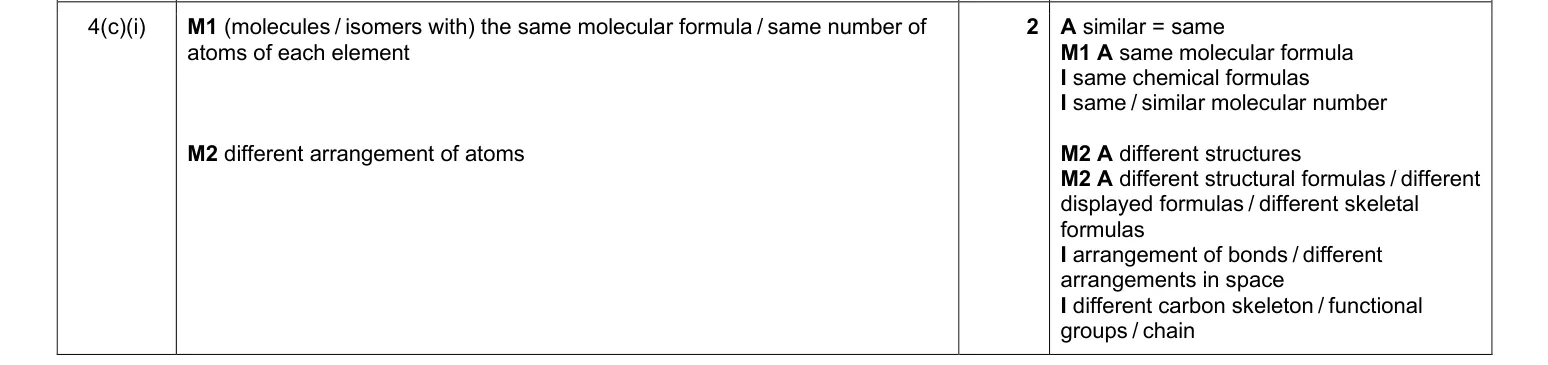 4(c)(i)
M1 (molecules / isomers with) the same molecular formula / same number of
atoms of each element
M2 different arrangement of atoms
2
A similar = same
M1 A same molecular formula
I same chemical formulas
I same / similar molecular number
M2 A different structures
M2 A different structural formulas / different
displayed formulas / different skeletal
formulas
I arrangement of bonds / different
arrangements in space
I different carbon skeleton / functional
groups / chain